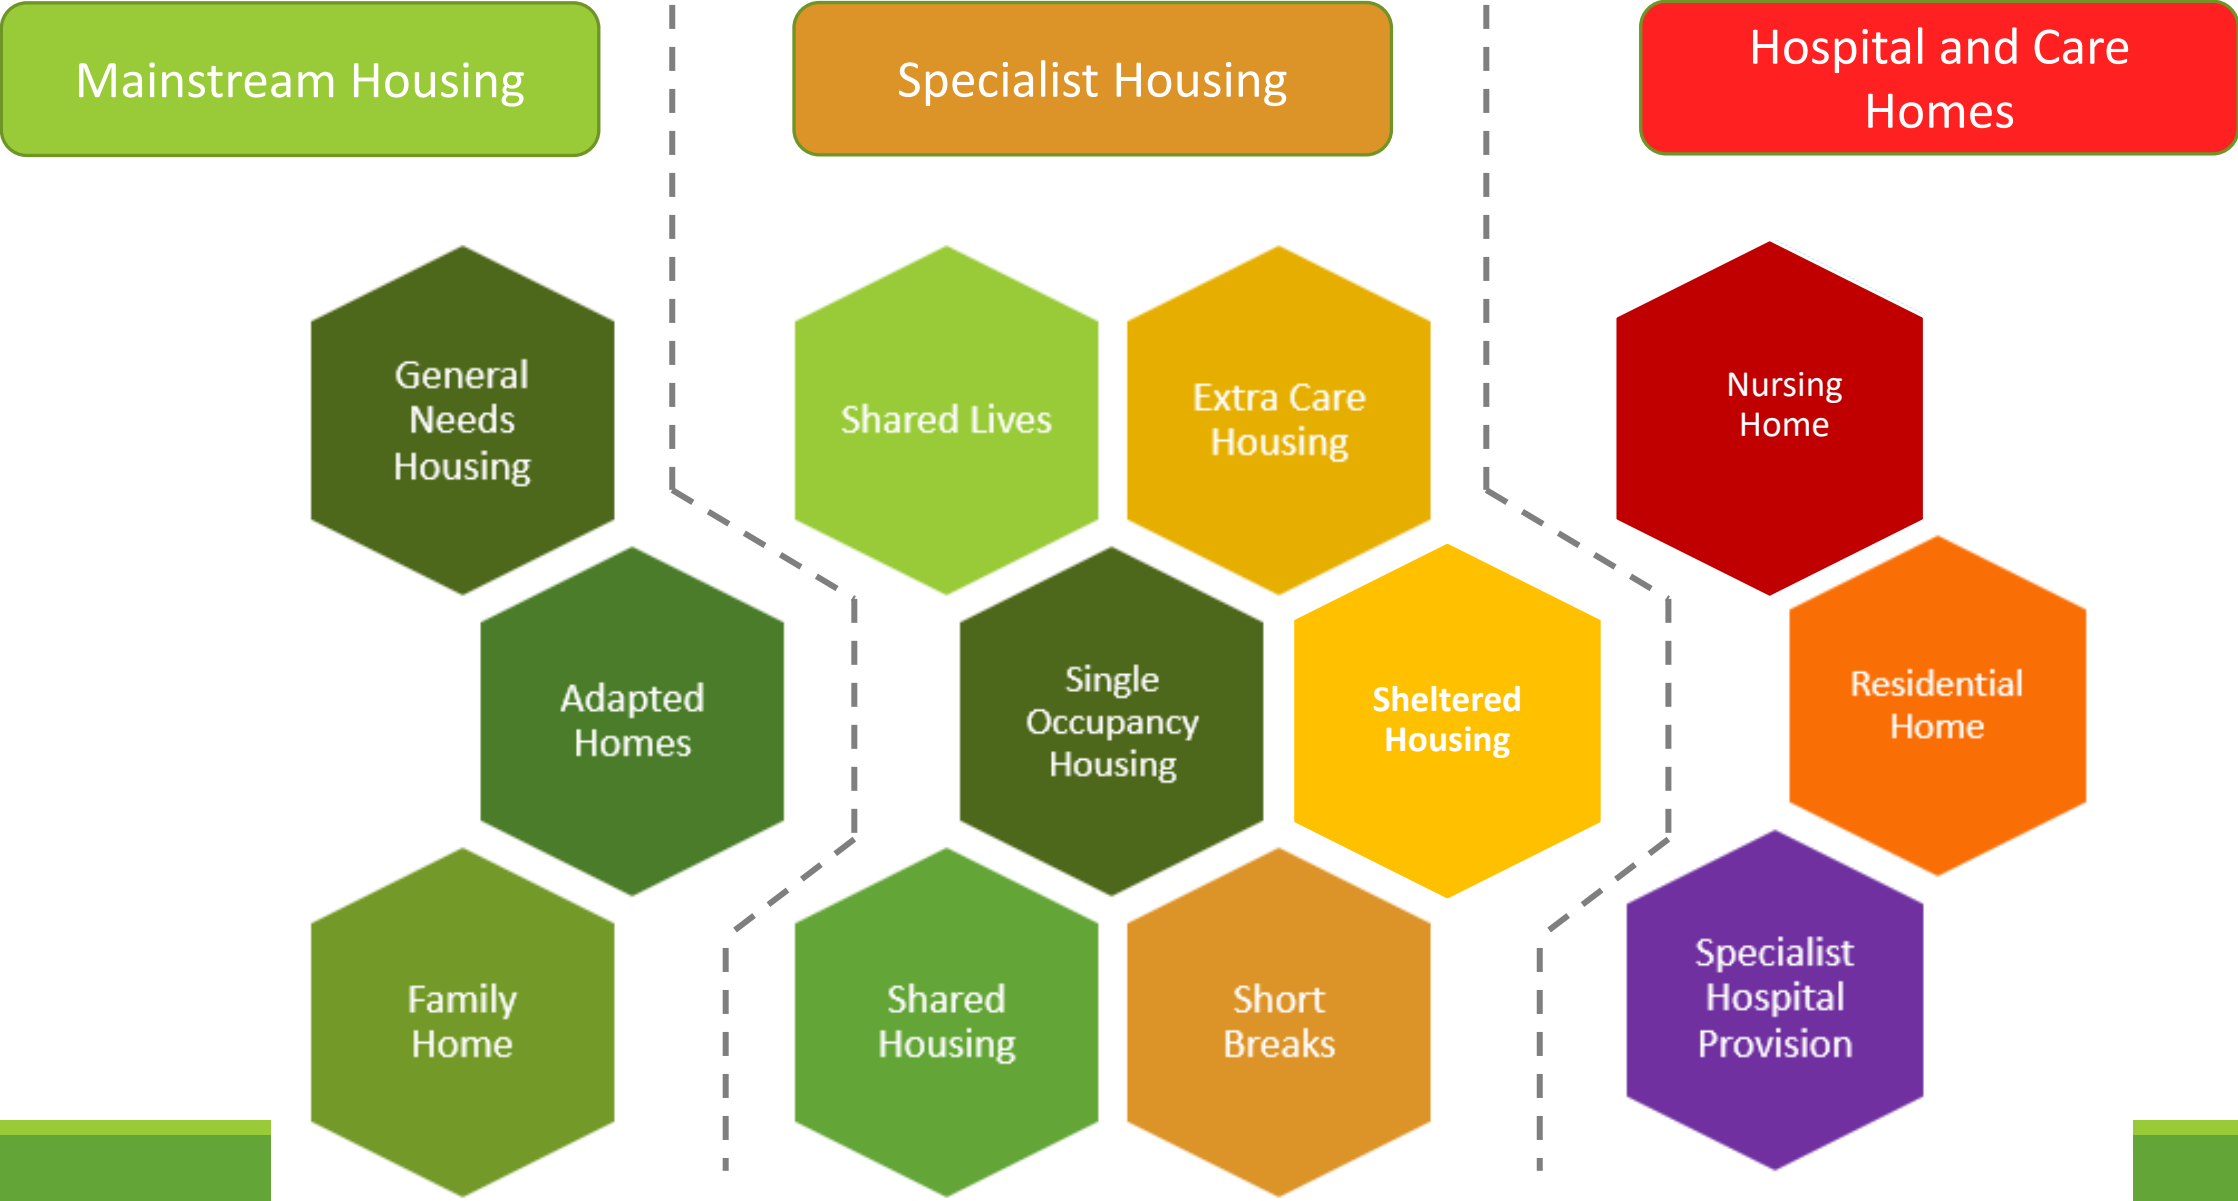 Mainstream Housing
Specialist Housing
Hospital and Care
Homes
General
Needs
Housing
Shared Lives
Extra Care
Housing
Nursing
Home
Adapted
Homes
Single
Occupancy
Housing
Sheltered
Housing
Residential
Home
Family
Home
Shared
Housing
Short
Breaks
Specialist
Hospital
Provision